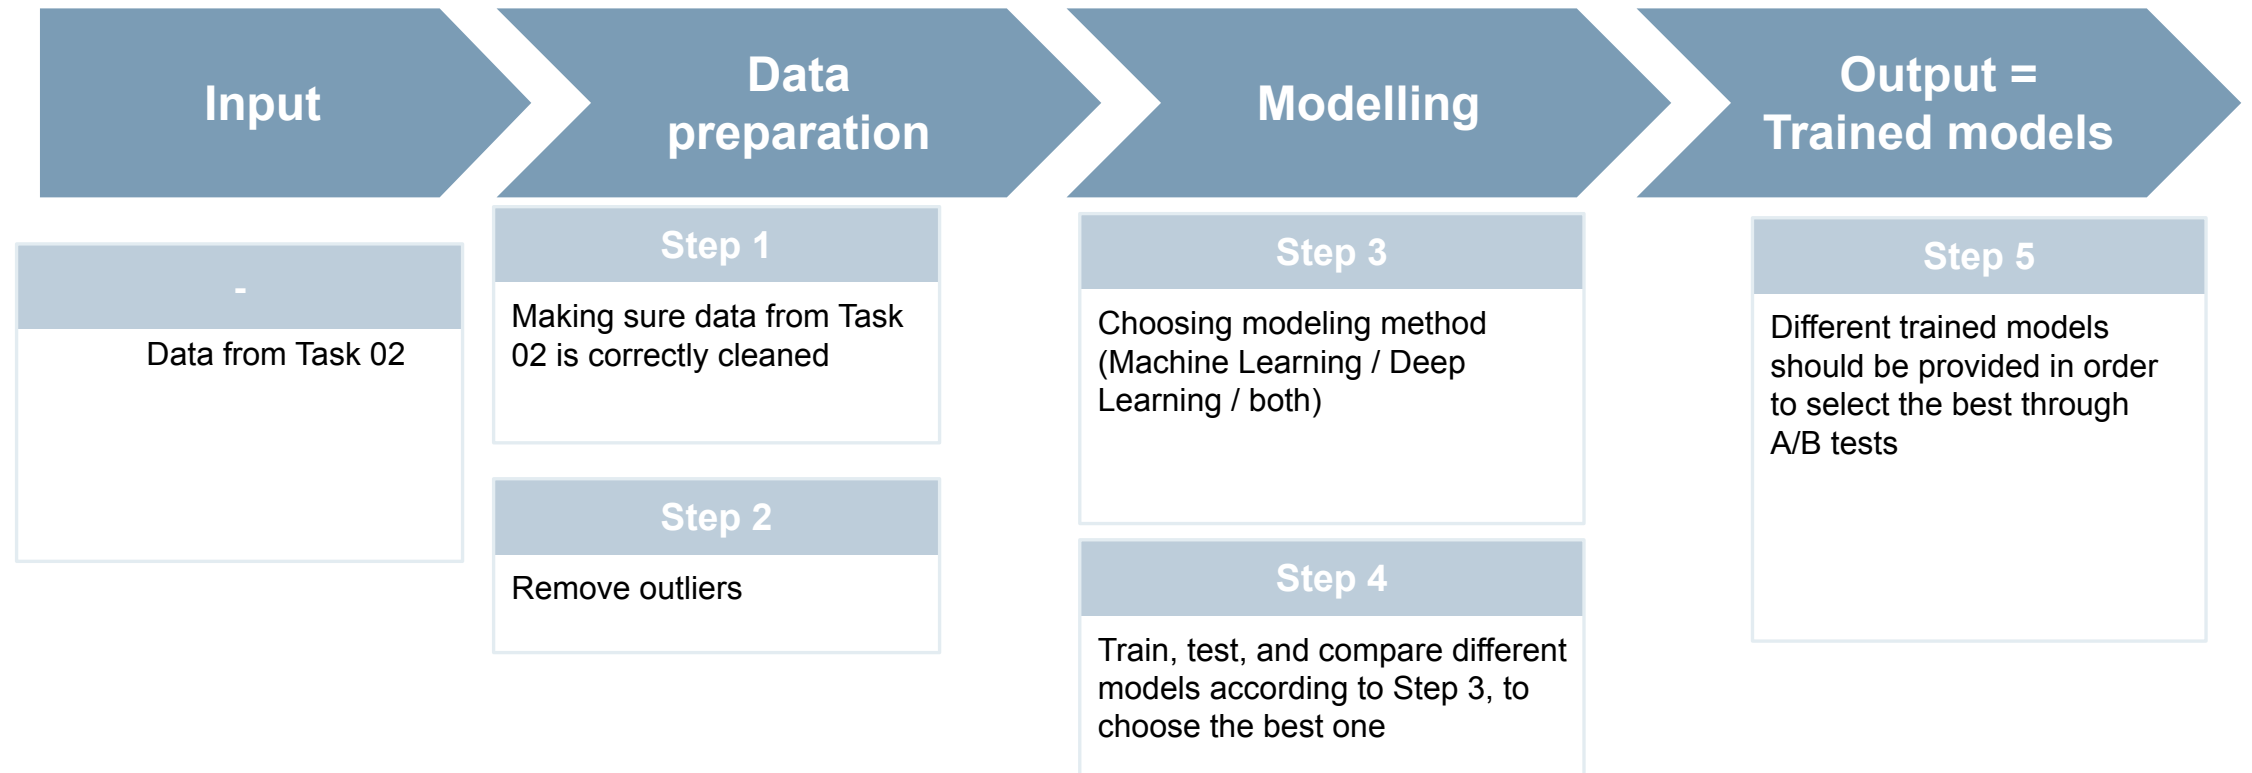 Input
Data
preparation
Modelling
Output =
Trained models
-
Data from Task 02
Step 1
Making sure data from Task
02 is correctly cleaned
Step 2
Remove outliers
Step 3
Choosing modeling method
(Machine Learning / Deep
Learning / both)
Step 4
Train, test, and compare different
models according to Step 3, to
choose the best one
Step 5
Different trained models
should be provided in order
to select the best through
A/B tests